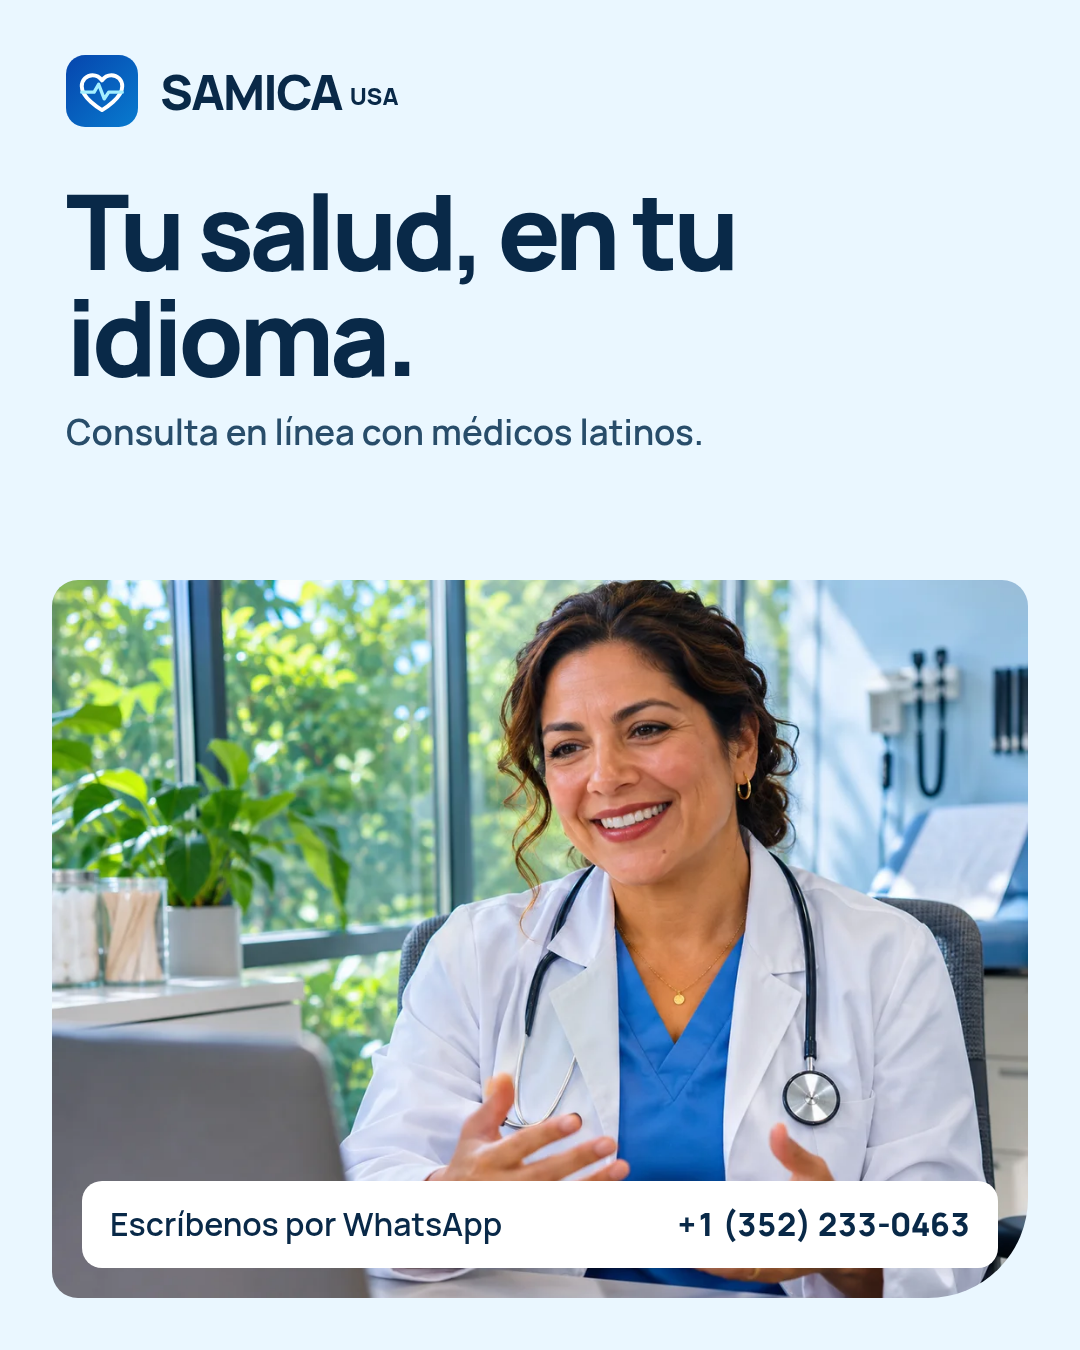 SAMICA USA
Tu salud, en tu
idioma.
Consulta en línea con médicos latinos.
Escríbenos por WhatsApp
+1 (352) 233-0463